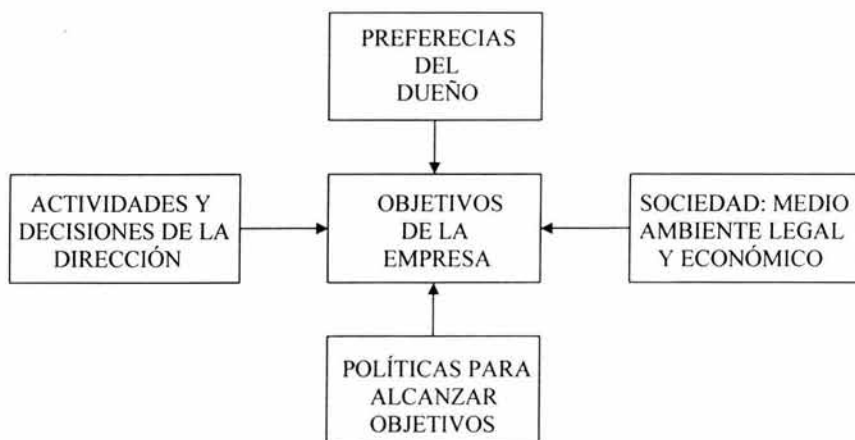 PREFERECIAS
DEL
DUEÑO
ACTIVIDADES Y
DECISIONES DE LA
DIRECCIÓN
OBJETIVOS
DE LA
EMPRESA
SOCIEDAD: MEDIO
AMBIENTE LEGAL
Y ECONÓMICO
POLÍTICAS PARA
ALCANZAR
OBJETIVOS